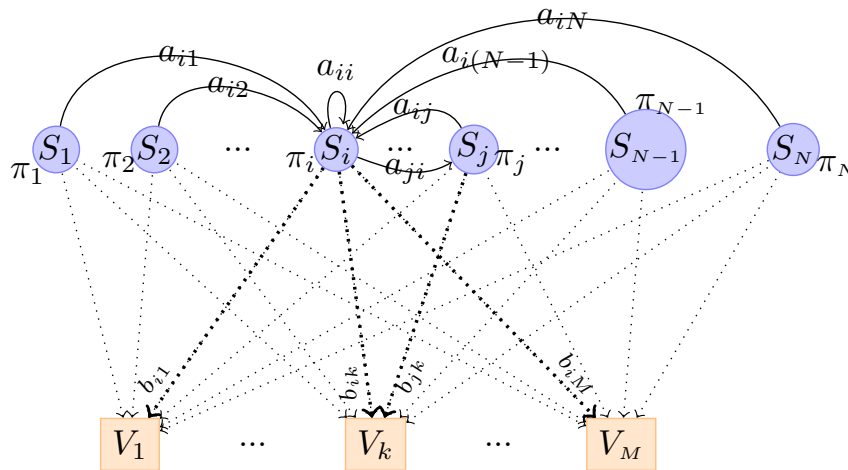 a_{iN}
a_{i1}
a_{ii}
a_{i(N-1)}
a_{i2}
a_{ij}
π_{N-1}
S_1
S_2
...
S_i
...
S_j
...
S_{N-1}
S_N
π_1
π_2
π_i
a_{ji}
π_j
π_N
b_{i1}
b_{ik}
b_{jk}
b_{iM}
V_1
...
V_k
...
V_M